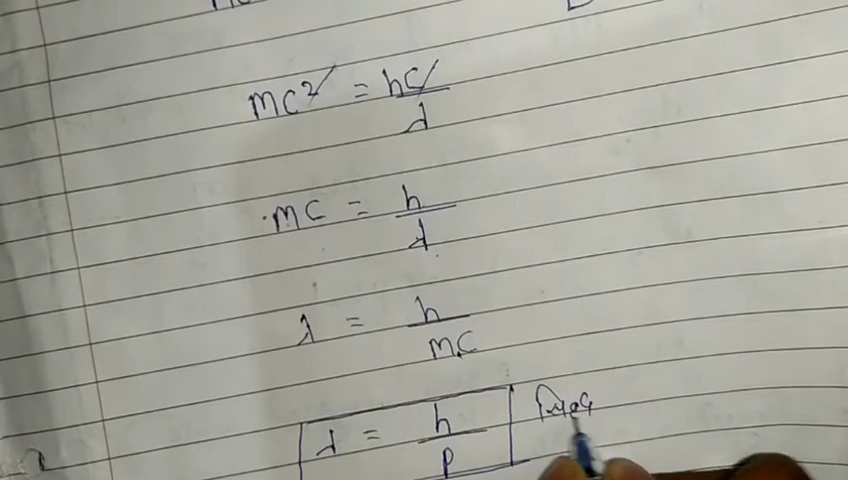 mc² = hc/λ
mc = h/λ
λ = h/mc
λ = h/p